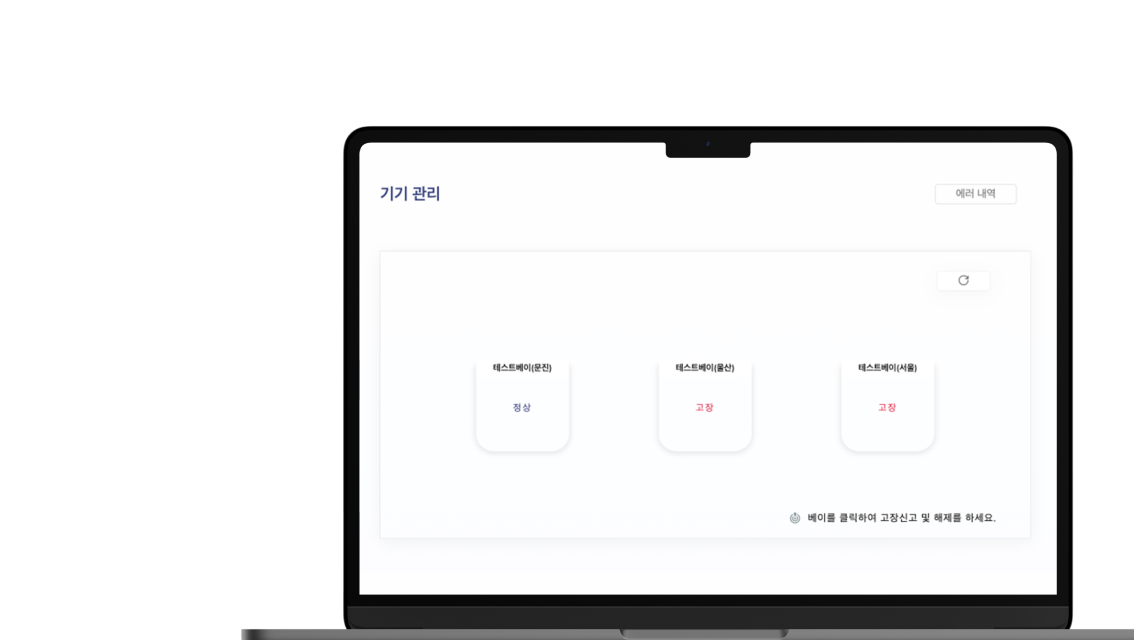 기기 관리
에러 내역
테스트베이(문진)
테스트베이(울산)
테스트베이(서울)
정상
고장
고장
베이를 클릭하여 고장신고 및 해제를 하세요.